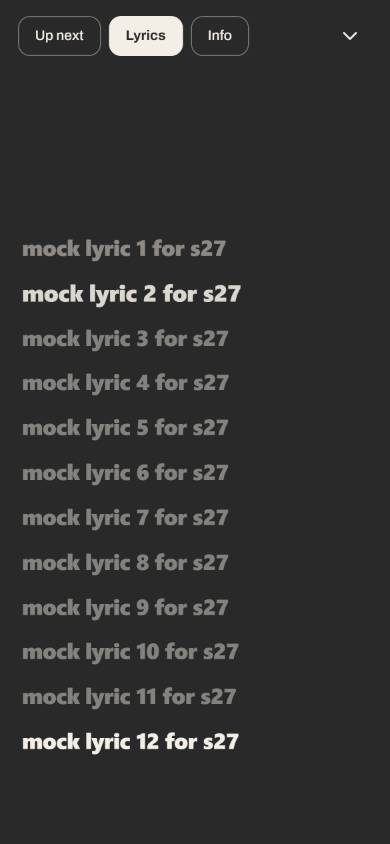 Up next Lyrics Info
mock lyric 1 for s27
mock lyric 2 for s27
mock lyric 3 for s27
mock lyric 4 for s27
mock lyric 5 for s27
mock lyric 6 for s27
mock lyric 7 for s27
mock lyric 8 for s27
mock lyric 9 for s27
mock lyric 10 for s27
mock lyric 11 for s27
mock lyric 12 for s27